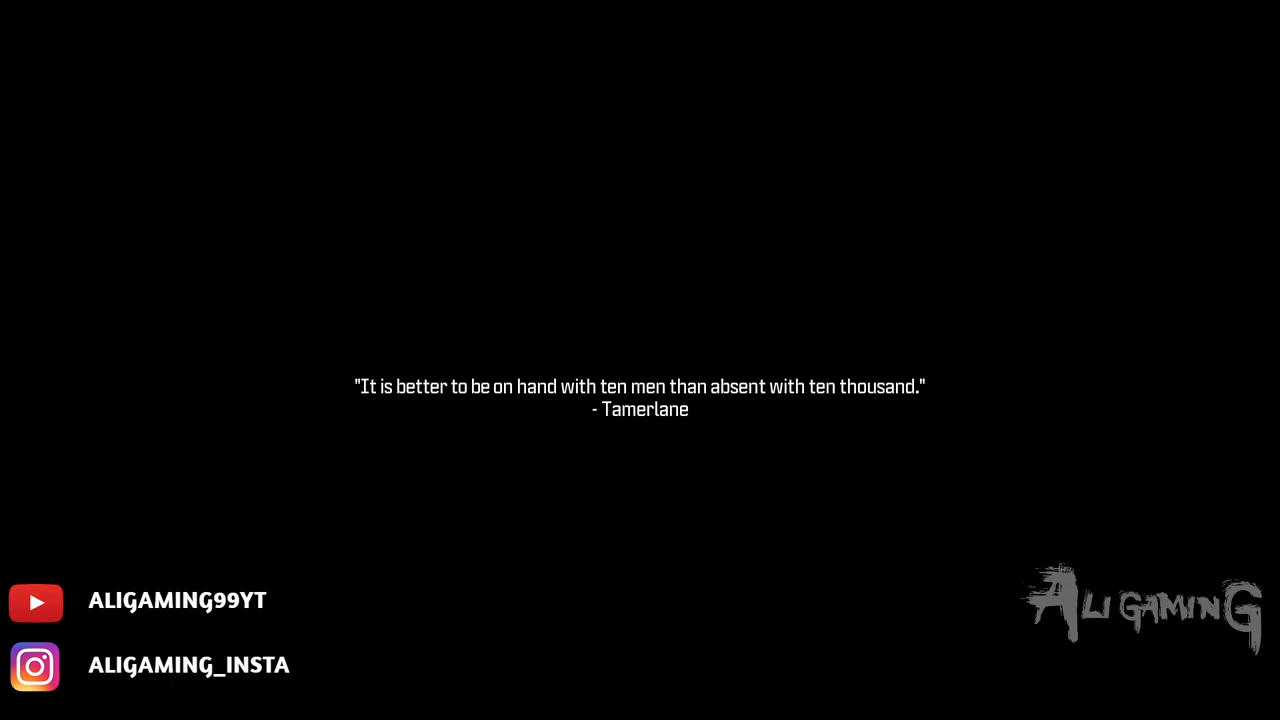 "It is better to be on hand with ten men than absent with ten thousand."
- Tamerlane
ALIGAMING99YT
ALIGAMING_INSTA
ALI GAMING